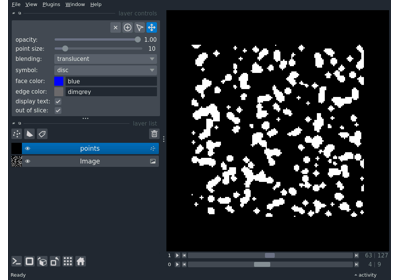 File View Plugins Window Help
layer controls
opacity: 1.00
point size: 10
blending: translucent
symbol: disc
face color: blue
edge color: dimgrey
display text:
out of slice:
layer list
points
Image
1 63 127
0 4 9
Ready activity